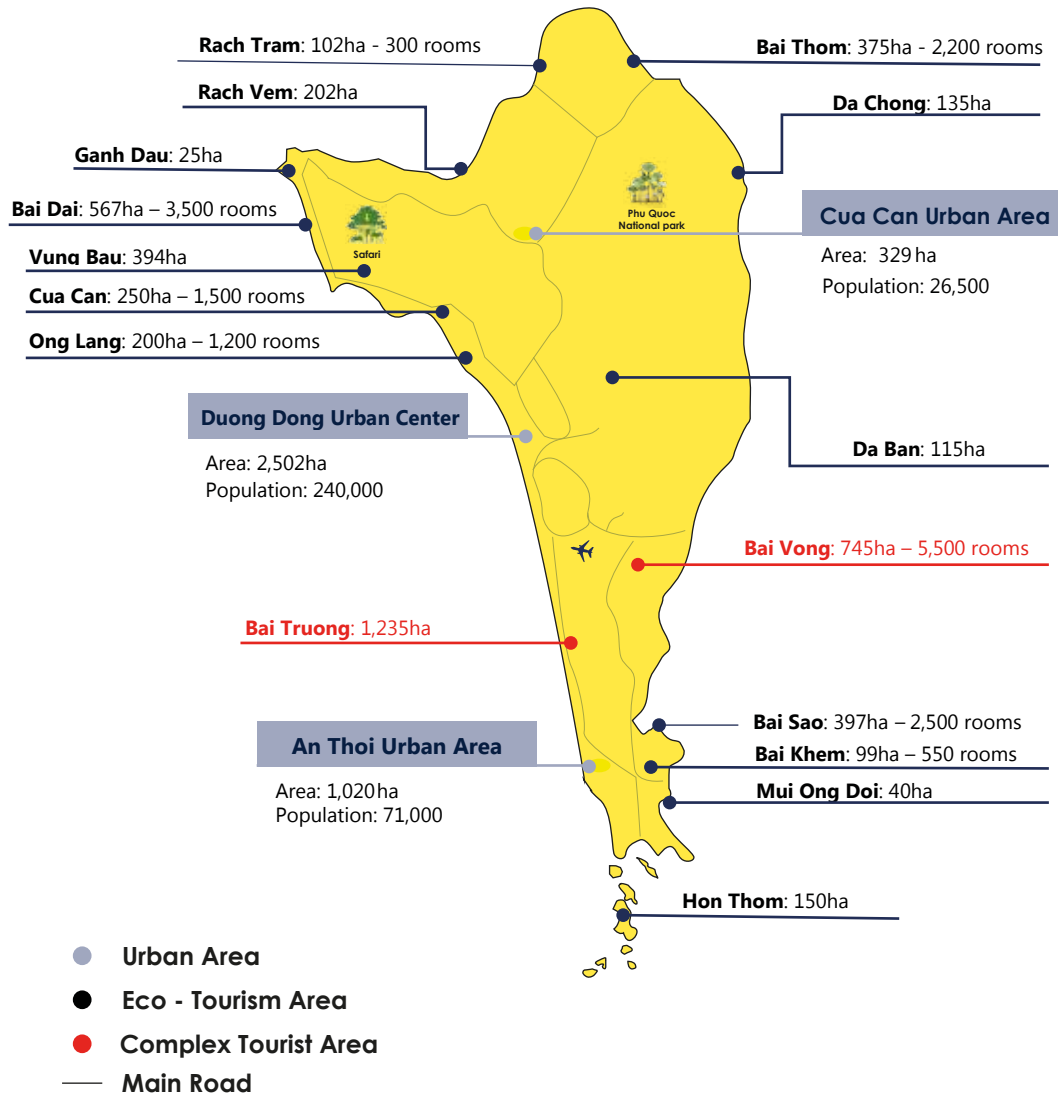 Rach Tram: 102ha - 300 rooms
Bai Thom: 375ha - 2,200 rooms
Rach Vem: 202ha
Da Chong: 135ha
Ganh Dau: 25ha
Bai Dai: 567ha – 3,500 rooms
Vung Bau: 394ha
Cua Can: 250ha – 1,500 rooms
Ong Lang: 200ha – 1,200 rooms
Safari
Phu Quoc
National park
Cua Can Urban Area
Area: 329 ha
Population: 26,500
Duong Dong Urban Center
Area: 2,502ha
Population: 240,000
Da Ban: 115ha
Bai Vong: 745ha – 5,500 rooms
Bai Truong: 1,235ha
An Thoi Urban Area
Area: 1,020 ha
Population: 71,000
Bai Sao: 397ha – 2,500 rooms
Bai Khem: 99ha – 550 rooms
Mui Ong Doi: 40ha
Hon Thom: 150ha
Urban Area
Eco - Tourism Area
Complex Tourist Area
Main Road